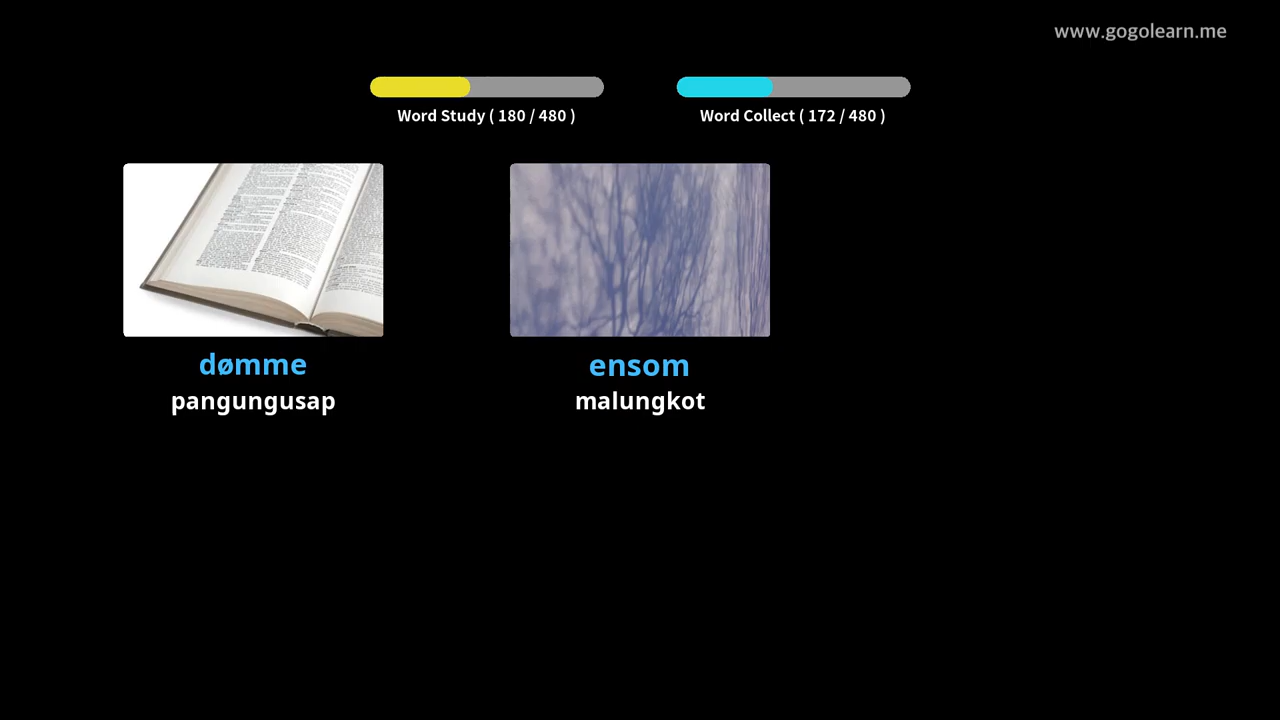 www.gogolearn.me
Word Study ( 180 / 480 )
Word Collect ( 172 / 480 )
dømme
pangungusap
ensom
malungkot